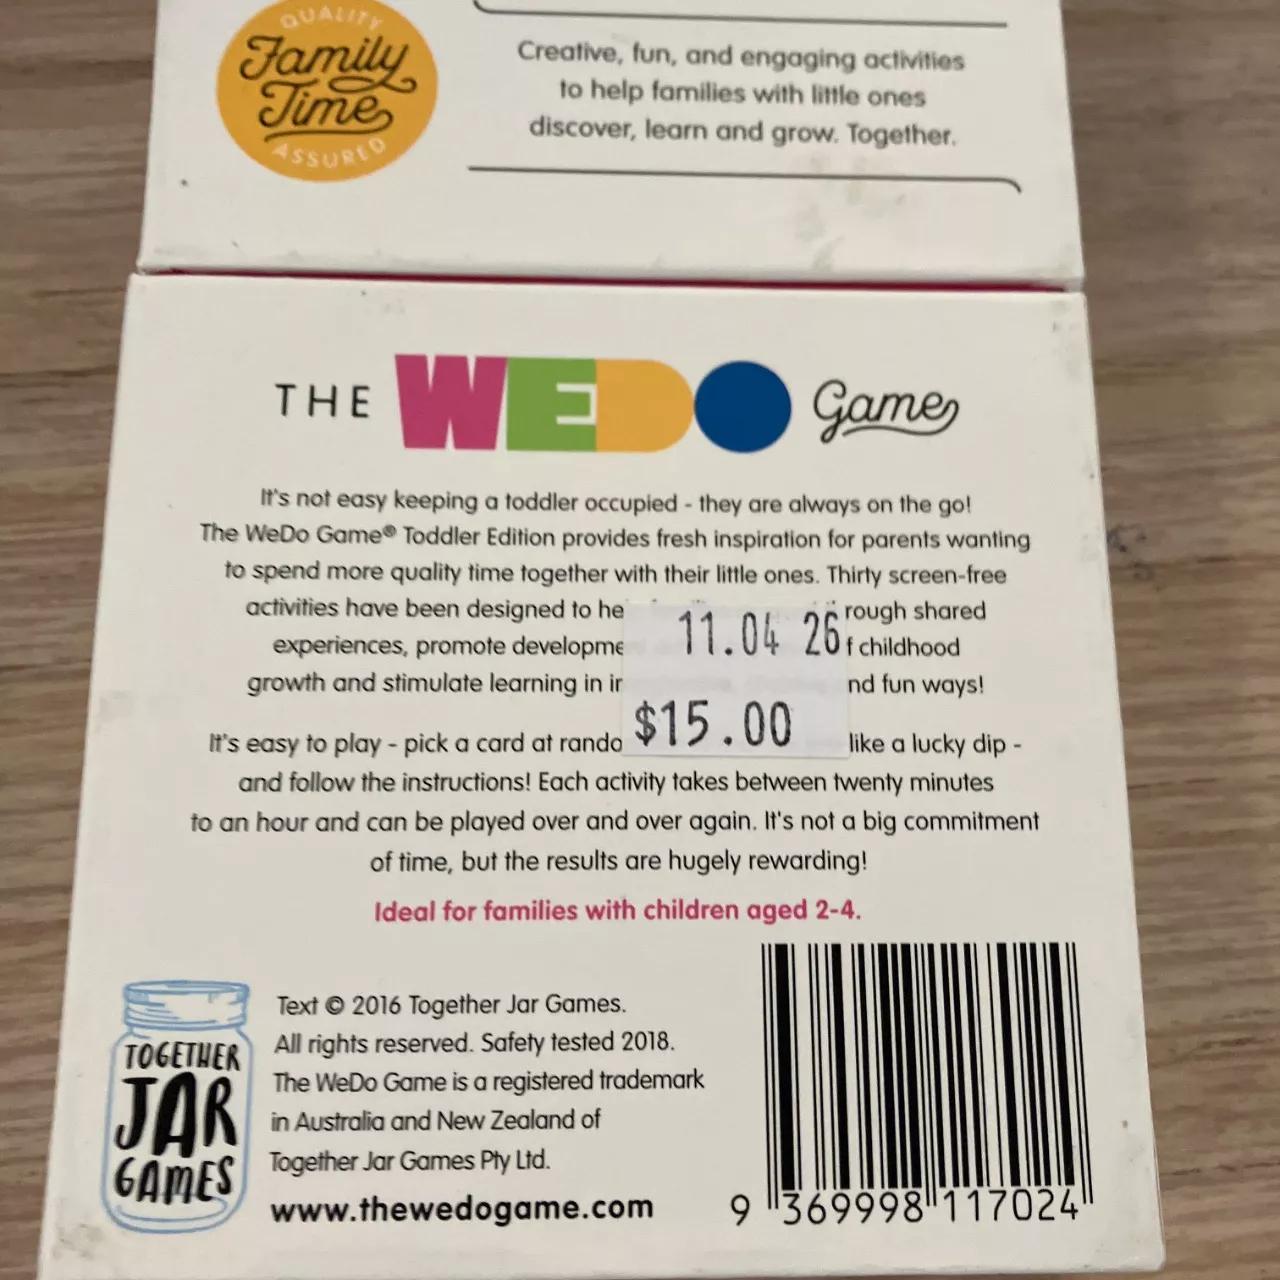 QUALITY
Family
Time
ASSURED
Creative, fun, and engaging activities
to help families with little ones
discover, learn and grow. Together.
THE WEDO Game
It's not easy keeping a toddler occupied - they are always on the go!
The WeDo Game® Toddler Edition provides fresh inspiration for parents wanting
to spend more quality time together with their little ones. Thirty screen-free
activities have been designed to he rough shared
experiences, promote developme f childhood
growth and stimulate learning in nd fun ways!
11.04 26
$15.00
It's easy to play - pick a card at rando like a lucky dip -
and follow the instructions! Each activity takes between twenty minutes
to an hour and can be played over and over again. It's not a big commitment
of time, but the results are hugely rewarding!
Ideal for families with children aged 2-4.
TOGETHER
JAR
GAMES
Text © 2016 Together Jar Games.
All rights reserved. Safety tested 2018.
The WeDo Game is a registered trademark
in Australia and New Zealand of
Together Jar Games Pty Ltd.
www.thewedogame.com
9 369998 117024